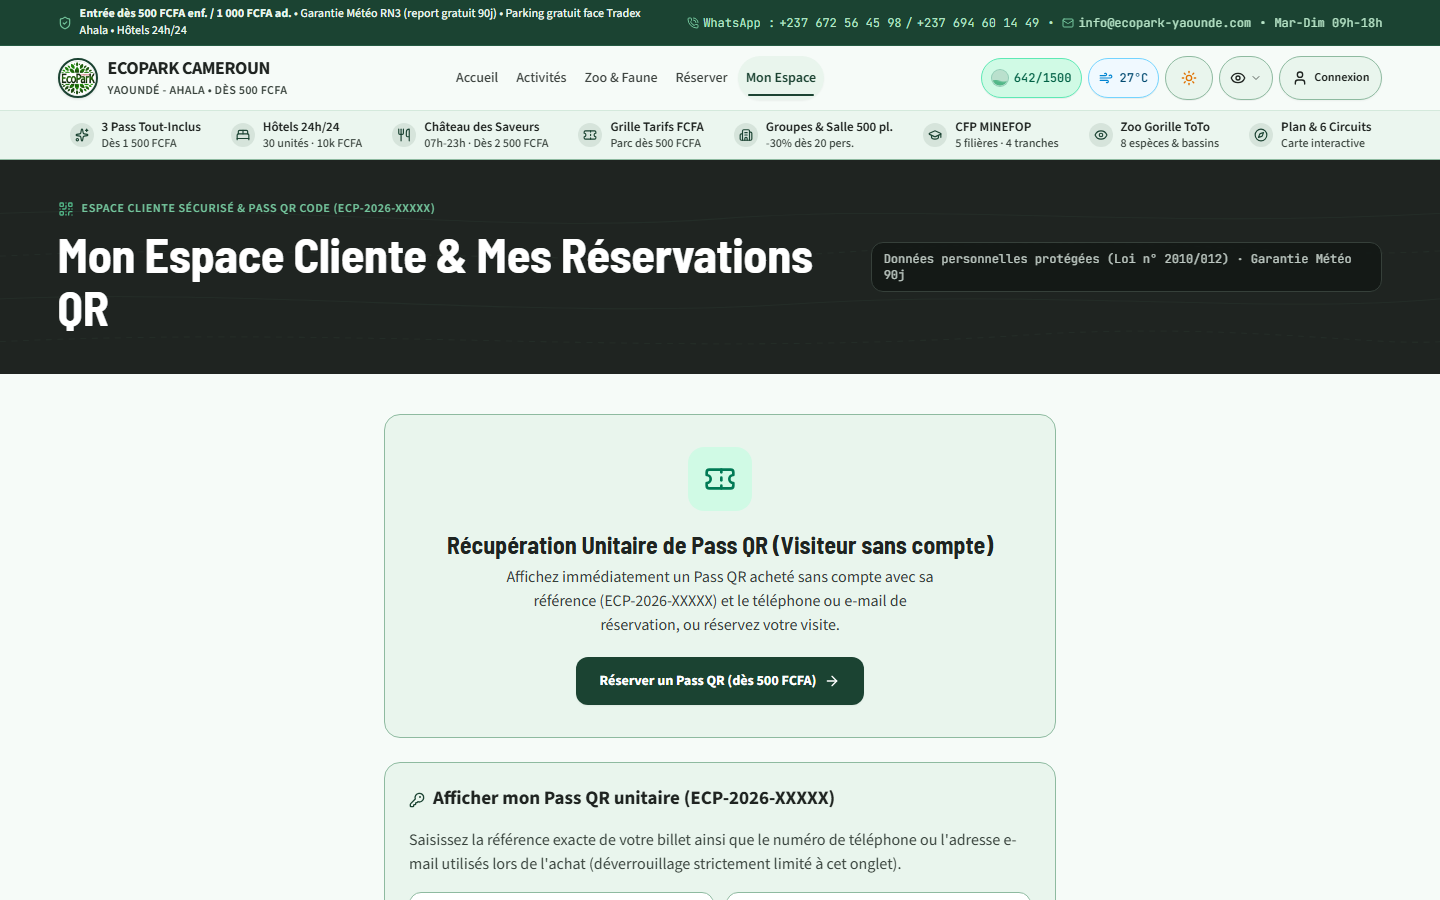 Entrée dès 500 FCFA enf. / 1 000 FCFA ad. • Garantie Météo RN3 (report gratuit 90j) • Parking gratuit face Tradex
Ahala • Hôtels 24h/24
WhatsApp : +237 672 56 45 98 / +237 694 60 14 49 • info@ecopark-yaounde.com • Mar-Dim 09h-18h
EcoParK
ECOPARK CAMEROUN
YAOUNDÉ - AHALA • DÈS 500 FCFA
Accueil Activités Zoo & Faune Réserver Mon Espace
642/1500 27°C Connexion
3 Pass Tout-Inclus
Dès 1 500 FCFA
Hôtels 24h/24
30 unités · 10k FCFA
Château des Saveurs
07h-23h · Dès 2 500 FCFA
Grille Tarifs FCFA
Parc dès 500 FCFA
Groupes & Salle 500 pl.
-30% dès 20 pers.
CFP MINEFOP
5 filières · 4 tranches
Zoo Gorille ToTo
8 espèces & bassins
Plan & 6 Circuits
Carte interactive
ESPACE CLIENTE SÉCURISÉ & PASS QR CODE (ECP-2026-XXXXX)
Mon Espace Cliente & Mes Réservations
QR
Données personnelles protégées (Loi n° 2010/012) · Garantie Météo
90j
Récupération Unitaire de Pass QR (Visiteur sans compte)
Affichez immédiatement un Pass QR acheté sans compte avec sa
référence (ECP-2026-XXXXX) et le téléphone ou e-mail de
réservation, ou réservez votre visite.
Réserver un Pass QR (dès 500 FCFA)
Afficher mon Pass QR unitaire (ECP-2026-XXXXX)
Saisissez la référence exacte de votre billet ainsi que le numéro de téléphone ou l'adresse e-
mail utilisés lors de l'achat (déverrouillage strictement limité à cet onglet).